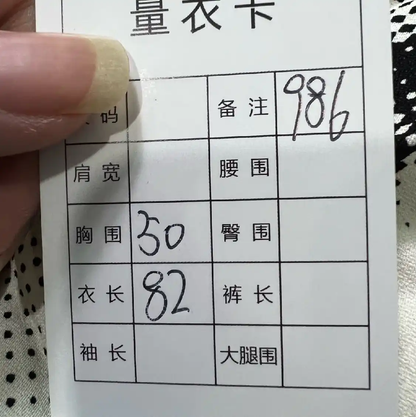 量衣卡
码 备注 986
肩宽 腰围
胸围 50 臀围
衣长 82 裤长
袖长 大腿围